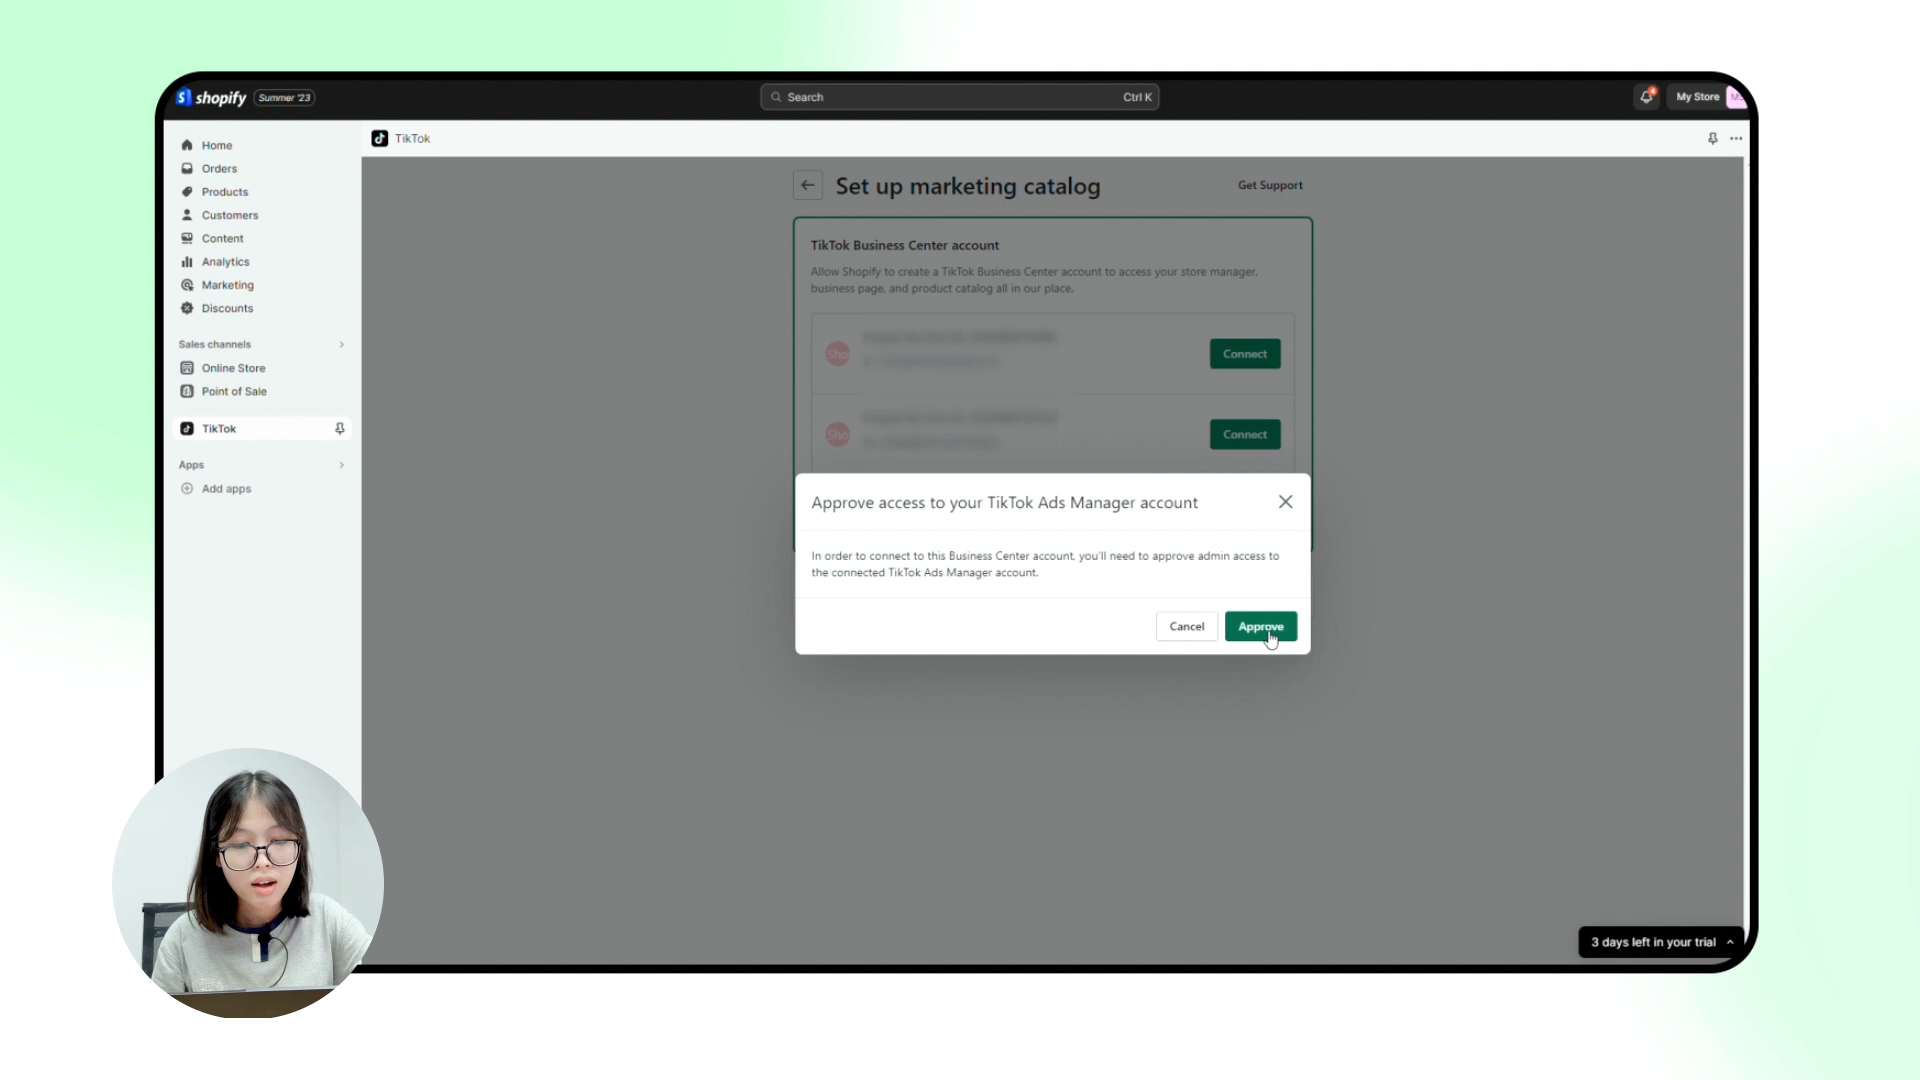 shopify Summer '23
Search Ctrl K
My Store
Home
Orders
Products
Customers
Content
Analytics
Marketing
Discounts
Sales channels
Online Store
Point of Sale
TikTok
Apps
Add apps
TikTok
Set up marketing catalog
Get Support
TikTok Business Center account
Allow Shopify to create a TikTok Business Center account to access your store manager,
business page, and product catalog all in our place.
Sho
Connect
Sho
Connect
Approve access to your TikTok Ads Manager account
In order to connect to this Business Center account, you'll need to approve admin access to
the connected TikTok Ads Manager account.
Cancel
Approve
3 days left in your trial